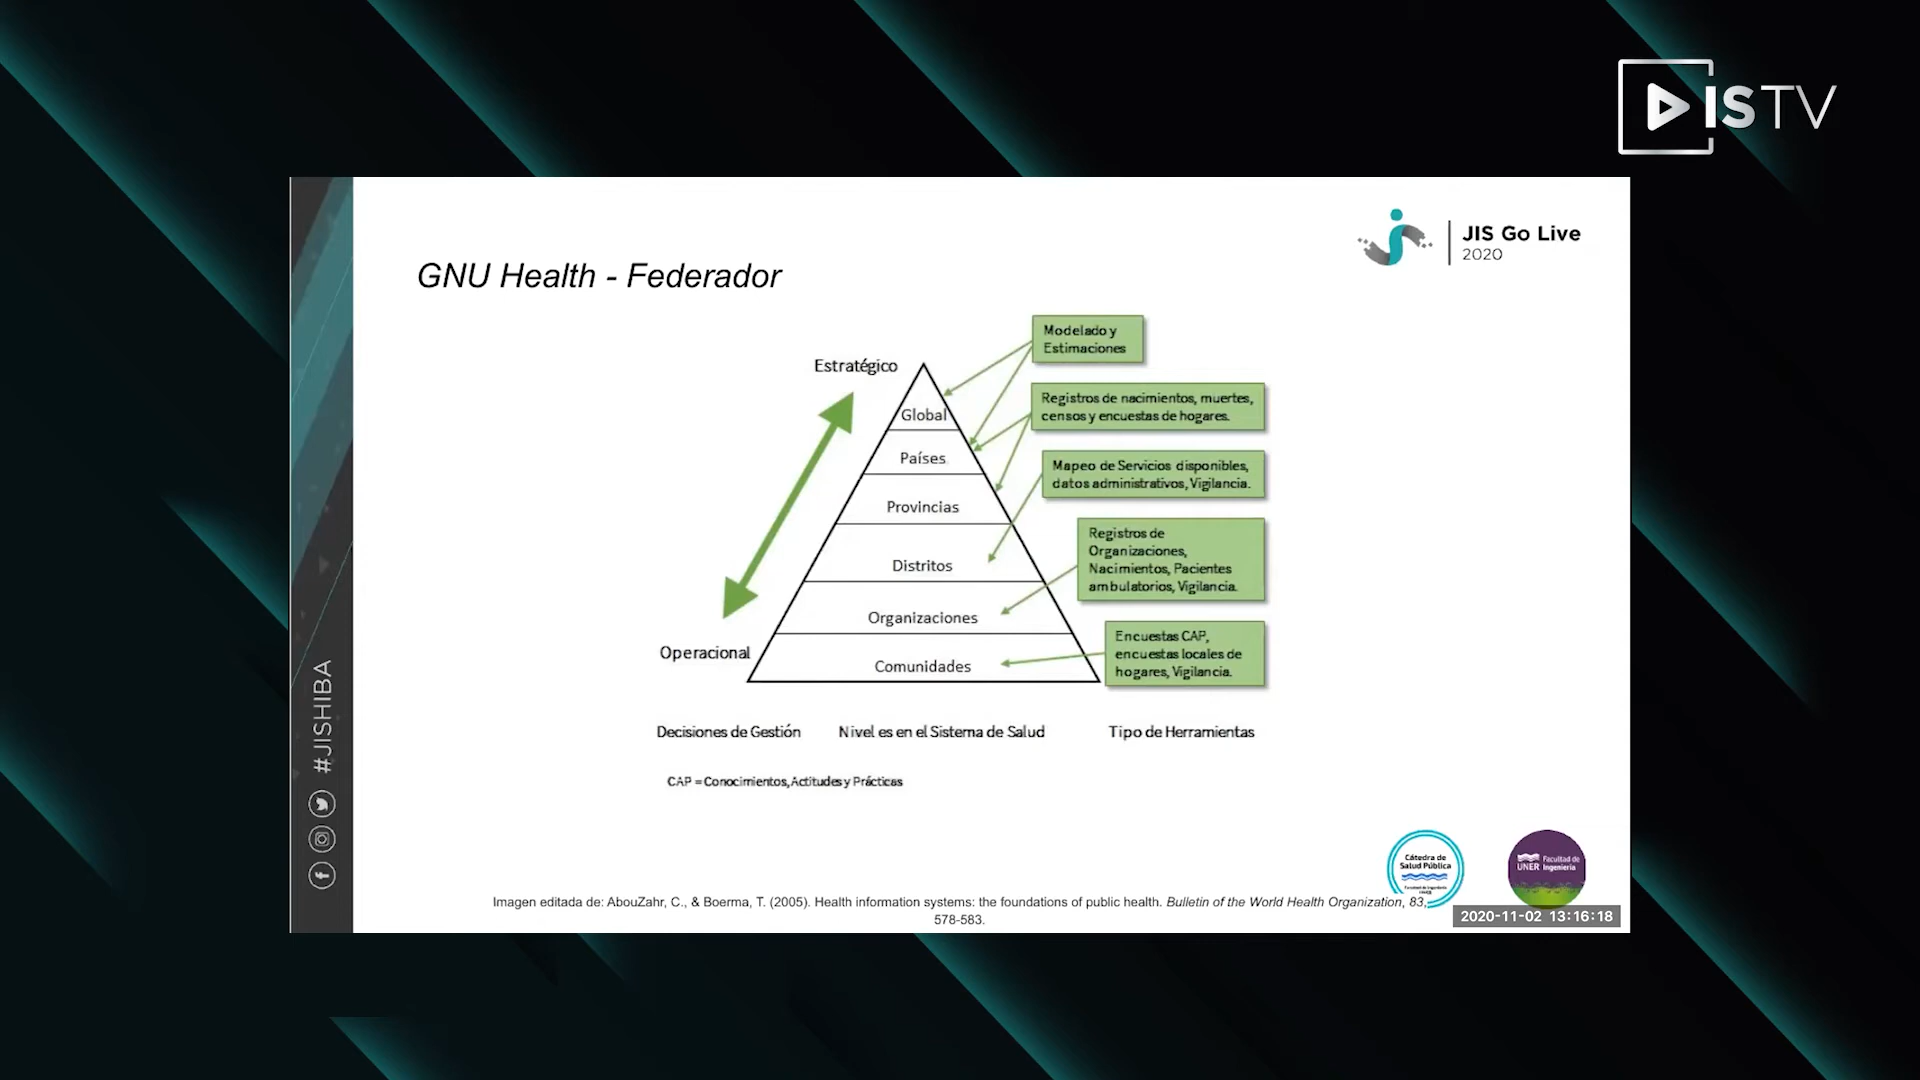 ISTV
JIS Go Live
2020
GNU Health - Federador
Modelado y
Estimaciones
Estratégico
Registros de nacimientos, muertes,
censos y encuestas de hogares.
Global
Países
Mapeo de Servicios disponibles,
datos administrativos, Vigilancia.
Provincias
Registros de
Organizaciones,
Nacimientos, Pacientes
ambulatorios, Vigilancia.
Distritos
Organizaciones
Encuestas CAP,
encuestas locales de
hogares, Vigilancia.
Operacional
Comunidades
Decisiones de Gestión
Nivel es en el Sistema de Salud
Tipo de Herramientas
CAP = Conocimientos, Actitudes y Prácticas
#JISHIBA
Cátedra de
Salud Pública
Facultad de Ingeniería
UNER Facultad de
Ingeniería
Imagen editada de: AbouZahr, C., & Boerma, T. (2005). Health information systems: the foundations of public health. Bulletin of the World Health Organization, 83,
578-583.
2020-11-02 13:16:18